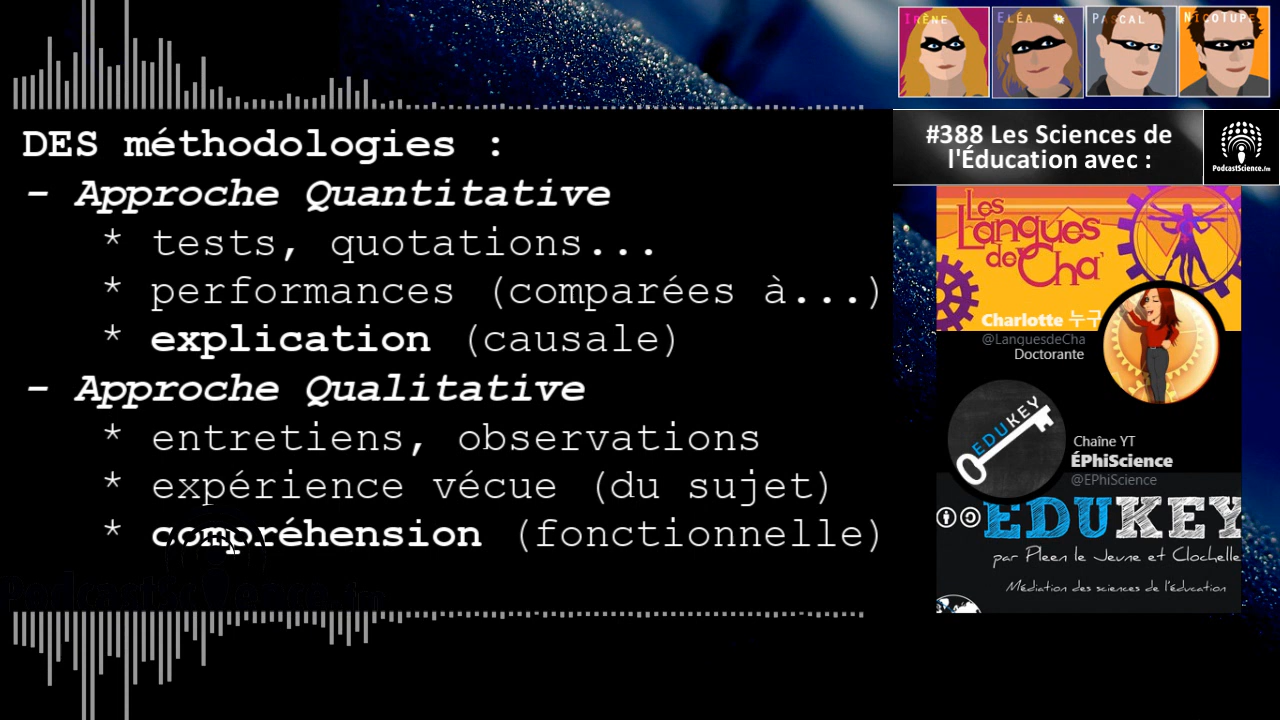 DES méthodologies :
- Approche Quantitative
* tests, quotations...
* performances (comparées à...)
* explication (causale)
- Approche Qualitative
* entretiens, observations
* expérience vécue (du sujet)
* compréhension (fonctionnelle)
IRÈNE
ELÉA
PASCAL
NICOTUPE
#388 Les Sciences de
l'Éducation avec :
PodcastScience.fm
Les
Langues
de Cha'
Charlotte 누구
@LanguesdeCha
Doctorante
EDUKEY
Chaîne YT
ÉPhiScience
@EPhiScience
EDUKEY
par Pleen le Jeune et Clochelle
Médiation des sciences de l'éducation